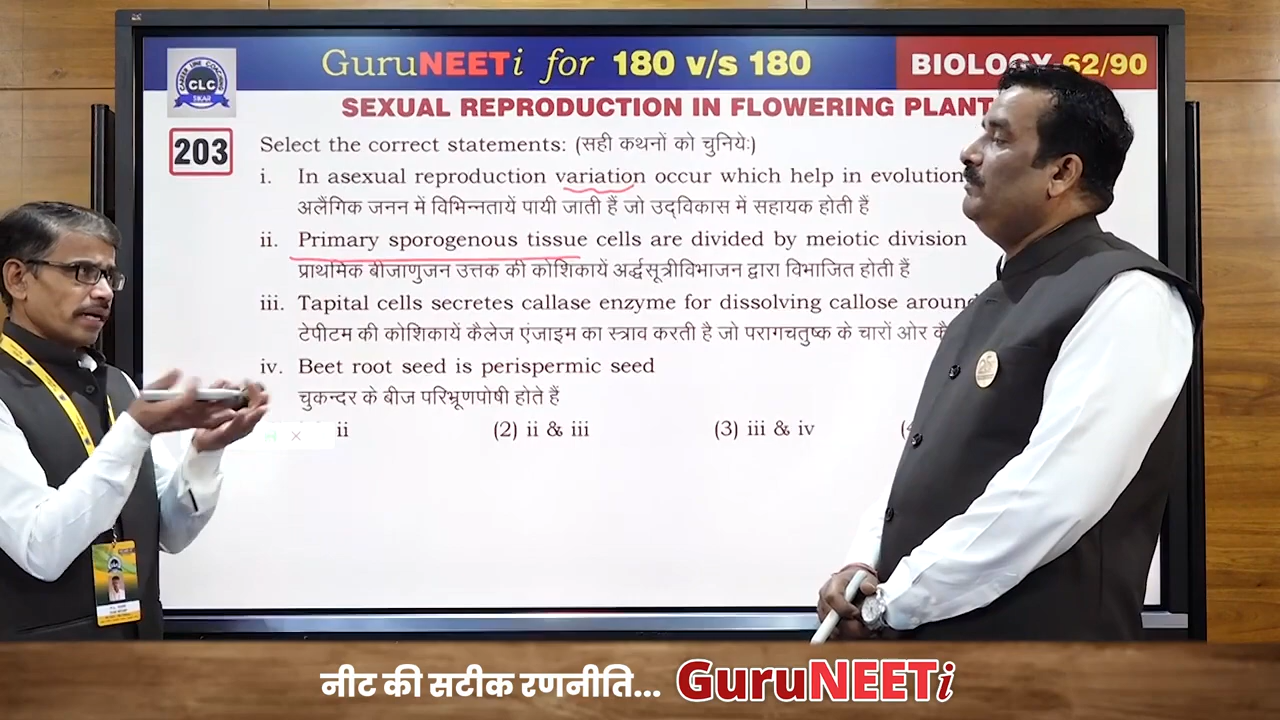 GuruNEETi for 180 v/s 180
BIOLOGY-62/90
CLC
SIKAR
SEXUAL REPRODUCTION IN FLOWERING PLANT
203
Select the correct statements: (सही कथनों को चुनिये:)
i. In asexual reproduction variation occur which help in evolution
अलैंगिक जनन में विभिन्नतायें पायी जाती हैं जो उद्विकास में सहायक होती हैं
ii. Primary sporogenous tissue cells are divided by meiotic division
प्राथमिक बीजाणुजन उत्तक की कोशिकायें अर्द्धसूत्रीविभाजन द्वारा विभाजित होती हैं
iii. Tapital cells secretes callase enzyme for dissolving callose around
टेपीटम की कोशिकायें कैलेज एंजाइम का स्त्राव करती है जो परागचतुष्क के चारों ओर
iv. Beet root seed is perispermic seed
चुकन्दर के बीज परिभ्रूणपोषी होते हैं
ii (2) ii & iii (3) iii & iv
नीट की सटीक रणनीति... GuruNEETi